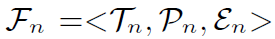 ℱₙ =<𝒯ₙ, 𝒫ₙ, ℰₙ>